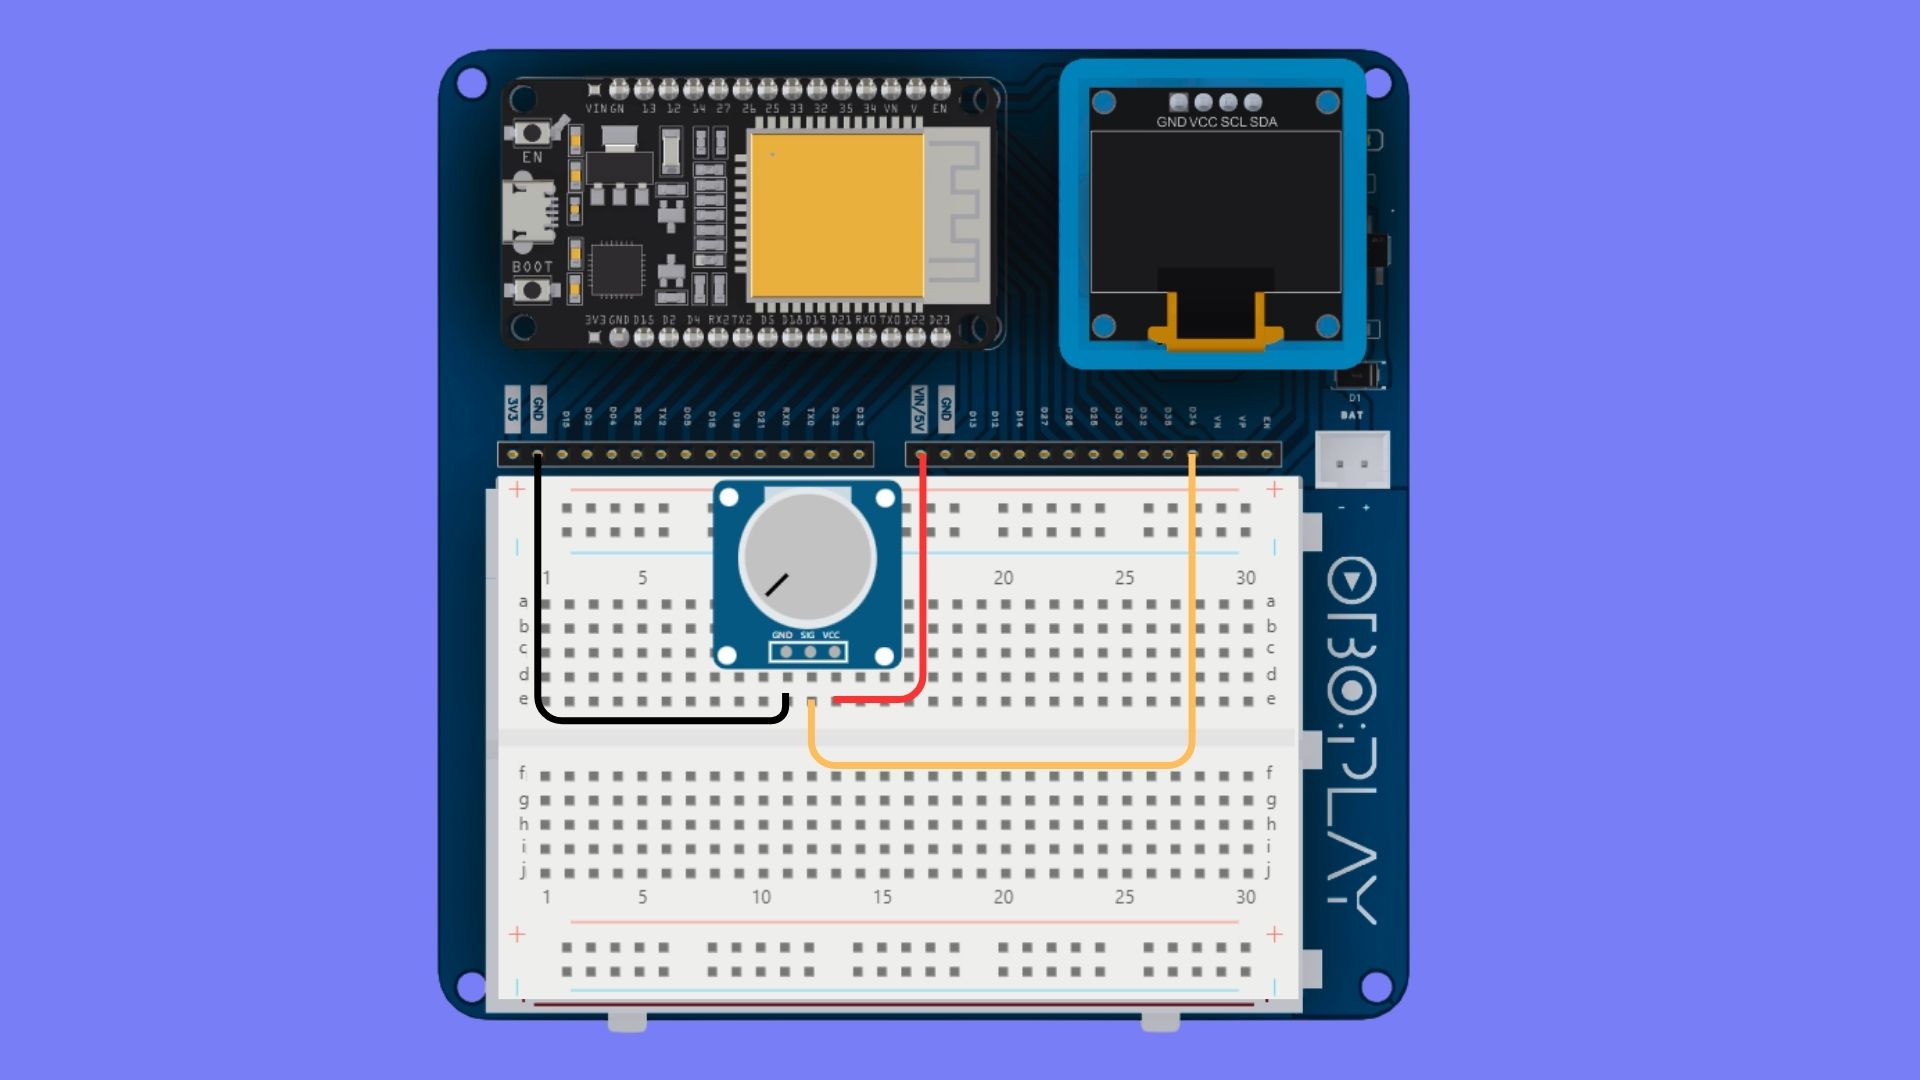 VIN GN 13 12 14 27 26 25 33 32 35 34 VN V EN
EN
BOOT
3V3 GND D15 D2 D4 RX2 TX2 D5 D18 D19 D21 RX0 TX0 D22 D23
GND VCC SCL SDA
3V3 GND D15 D02 D04 RX2 TX2 D05 D18 D19 D21 RX0 TX0 D22 D23
VIN/5V GND D13 D12 D14 D27 D26 D25 D33 D32 D35 D34 VN VP EN
D1
BAT
- +
+ +
1 5 20 25 30
GND SIG VCC
a a
b b
c c
d d
e e
f f
g g
h h
i i
j j
1 5 10 15 20 25 30
+ +